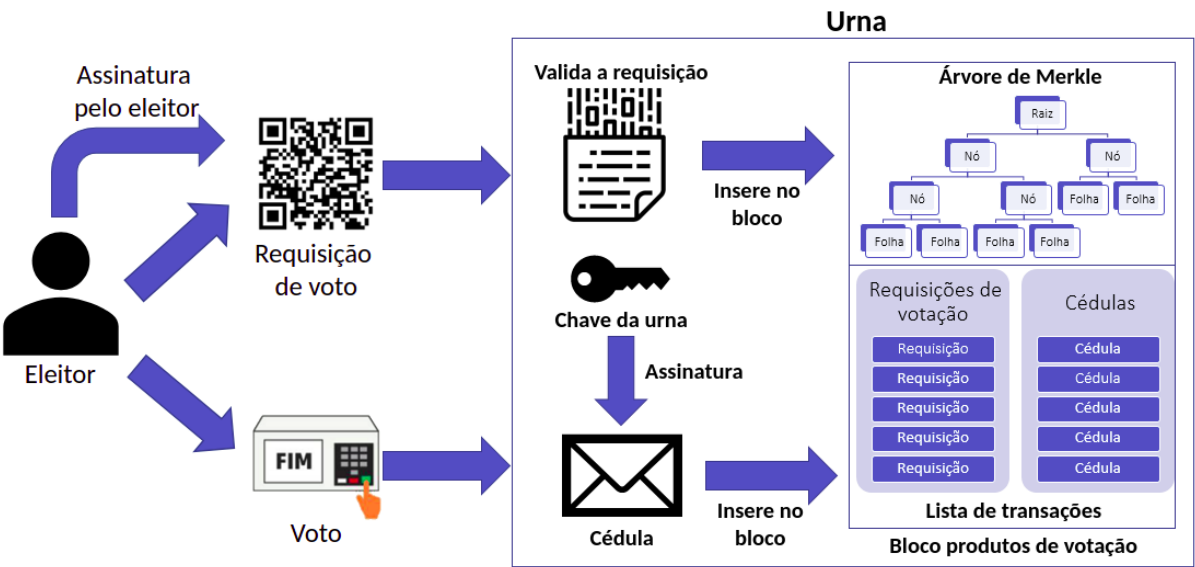 Urna
Assinatura
pelo eleitor
Requisição
de voto
Eleitor
FIM
Voto
Valida a requisição
Insere no
bloco
Chave da urna
Assinatura
Cédula
Insere no
bloco
Árvore de Merkle
Raiz
Nó Nó
Nó Nó Folha Folha
Folha Folha Folha Folha
Requisições de
votação
Requisição
Requisição
Requisição
Requisição
Requisição
Cédulas
Cédula
Cédula
Cédula
Cédula
Cédula
Lista de transações
Bloco produtos de votação